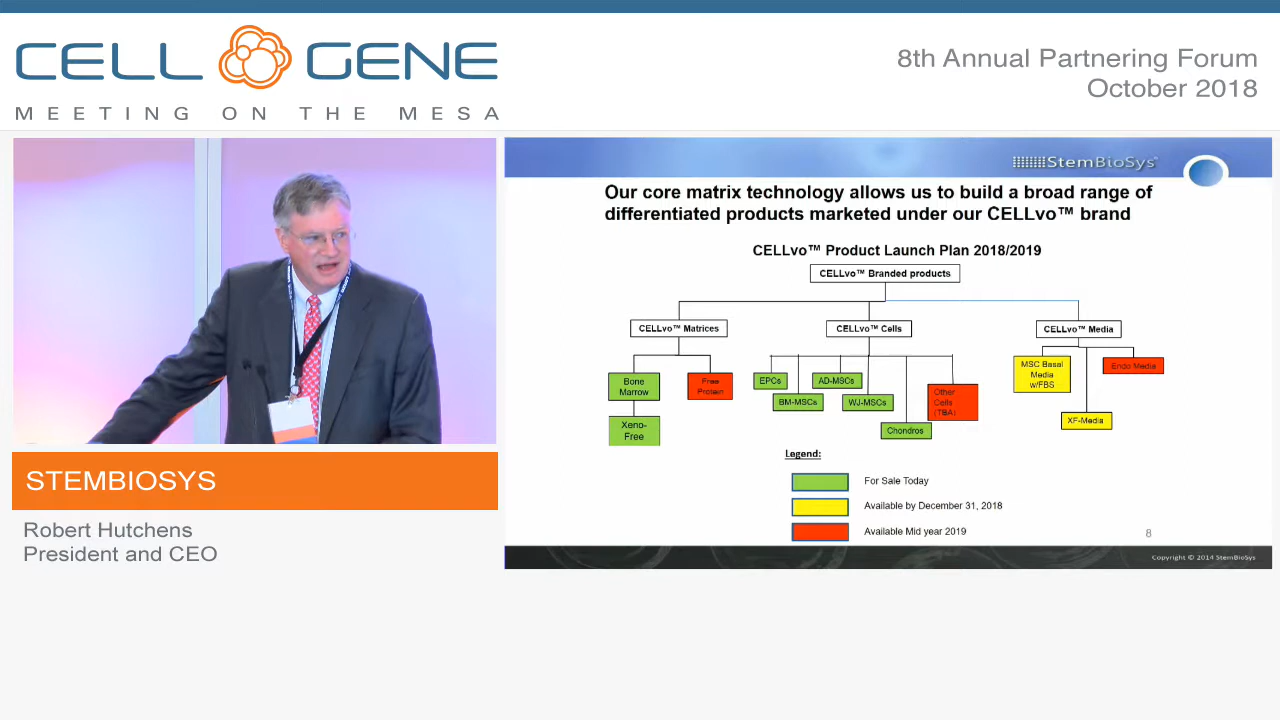 CELL GENE
MEETING ON THE MESA
8th Annual Partnering Forum
October 2018
StemBioSys
Our core matrix technology allows us to build a broad range of
differentiated products marketed under our CELLvo™ brand
CELLvo™ Product Launch Plan 2018/2019
CELLvo™ Branded products
CELLvo™ Matrices
CELLvo™ Cells
CELLvo™ Media
Bone
Marrow
Free
Protein
Xeno-
Free
EPCs
AD-MSCs
BM-MSCs
WJ-MSCs
Chondros
Other
Cells
(TBA)
MSC Basal
Media
w/FBS
Endo Media
XF-Media
Legend:
For Sale Today
Available by December 31, 2018
Available Mid year 2019
8
Copyright © 2014 StemBioSys
STEMBIOSYS
Robert Hutchens
President and CEO